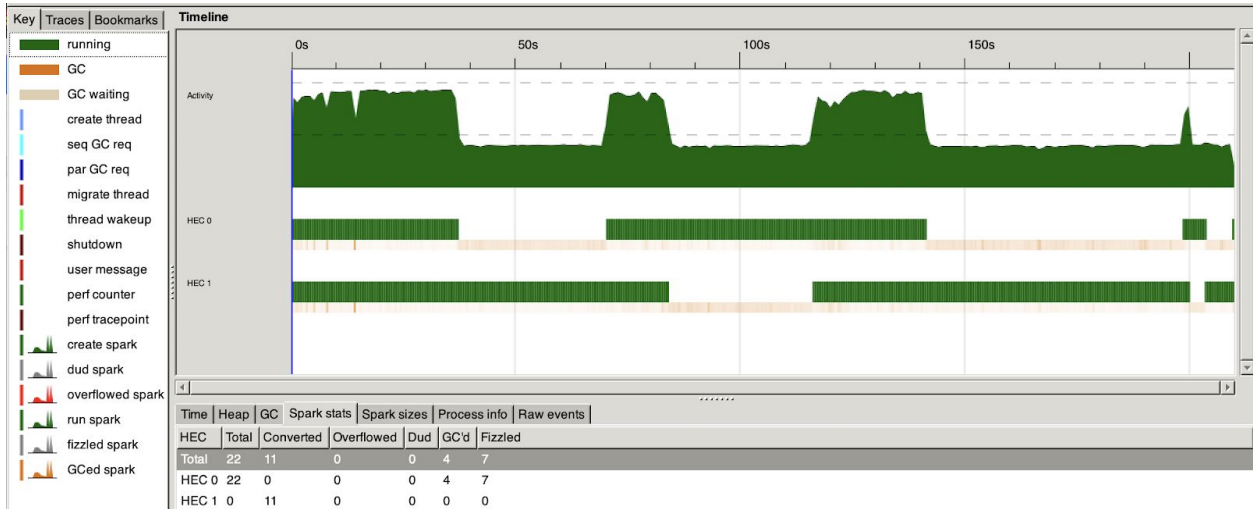 Key Traces Bookmarks
running
GC
GC waiting
create thread
seq GC req
par GC req
migrate thread
thread wakeup
shutdown
user message
perf counter
perf tracepoint
create spark
dud spark
overflowed spark
run spark
fizzled spark
GCed spark
Timeline
0s 50s 100s 150s
Activity
HEC 0
HEC 1
Time Heap GC Spark stats Spark sizes Process info Raw events
HEC Total Converted Overflowed Dud GC'd Fizzled
Total 22 11 0 0 4 7
HEC 0 22 0 0 0 4 7
HEC 1 0 11 0 0 0 0